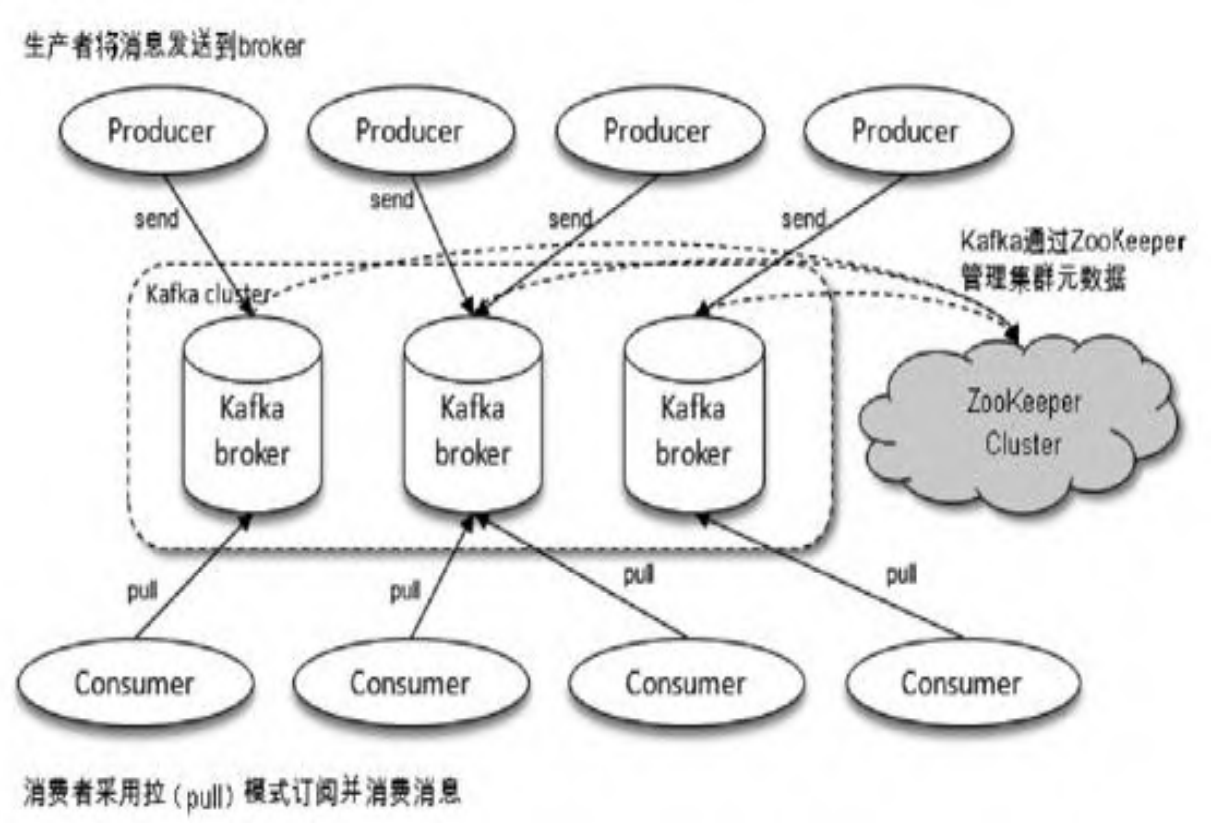 生产者将消息发送到broker
Producer
Producer
Producer
Producer
send
send
send
send
Kafka通过ZooKeeper
管理集群元数据
Kafka cluster
Kafka
broker
Kafka
broker
Kafka
broker
ZooKeeper
Cluster
pull
pull
pull
pull
Consumer
Consumer
Consumer
Consumer
消费者采用拉（pull）模式订阅并消费消息